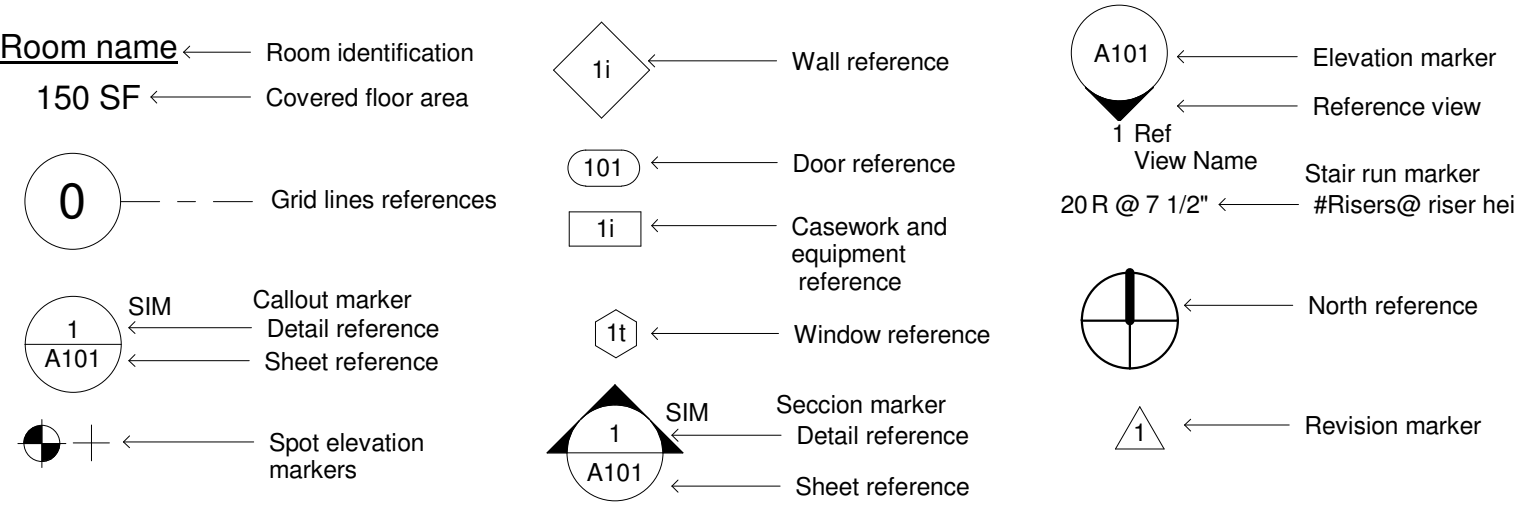 Room name
Room identification
150 SF
Covered floor area
0
Grid lines references
SIM
Callout marker
1
Detail reference
A101
Sheet reference
Spot elevation
markers
1i
Wall reference
101
Door reference
1i
Casework and
equipment
reference
1t
Window reference
SIM
Seccion marker
1
Detail reference
A101
Sheet reference
A101
Elevation marker
Reference view
1 Ref
View Name
Stair run marker
20 R @ 7 1/2"
#Risers@ riser hei
North reference
1
Revision marker